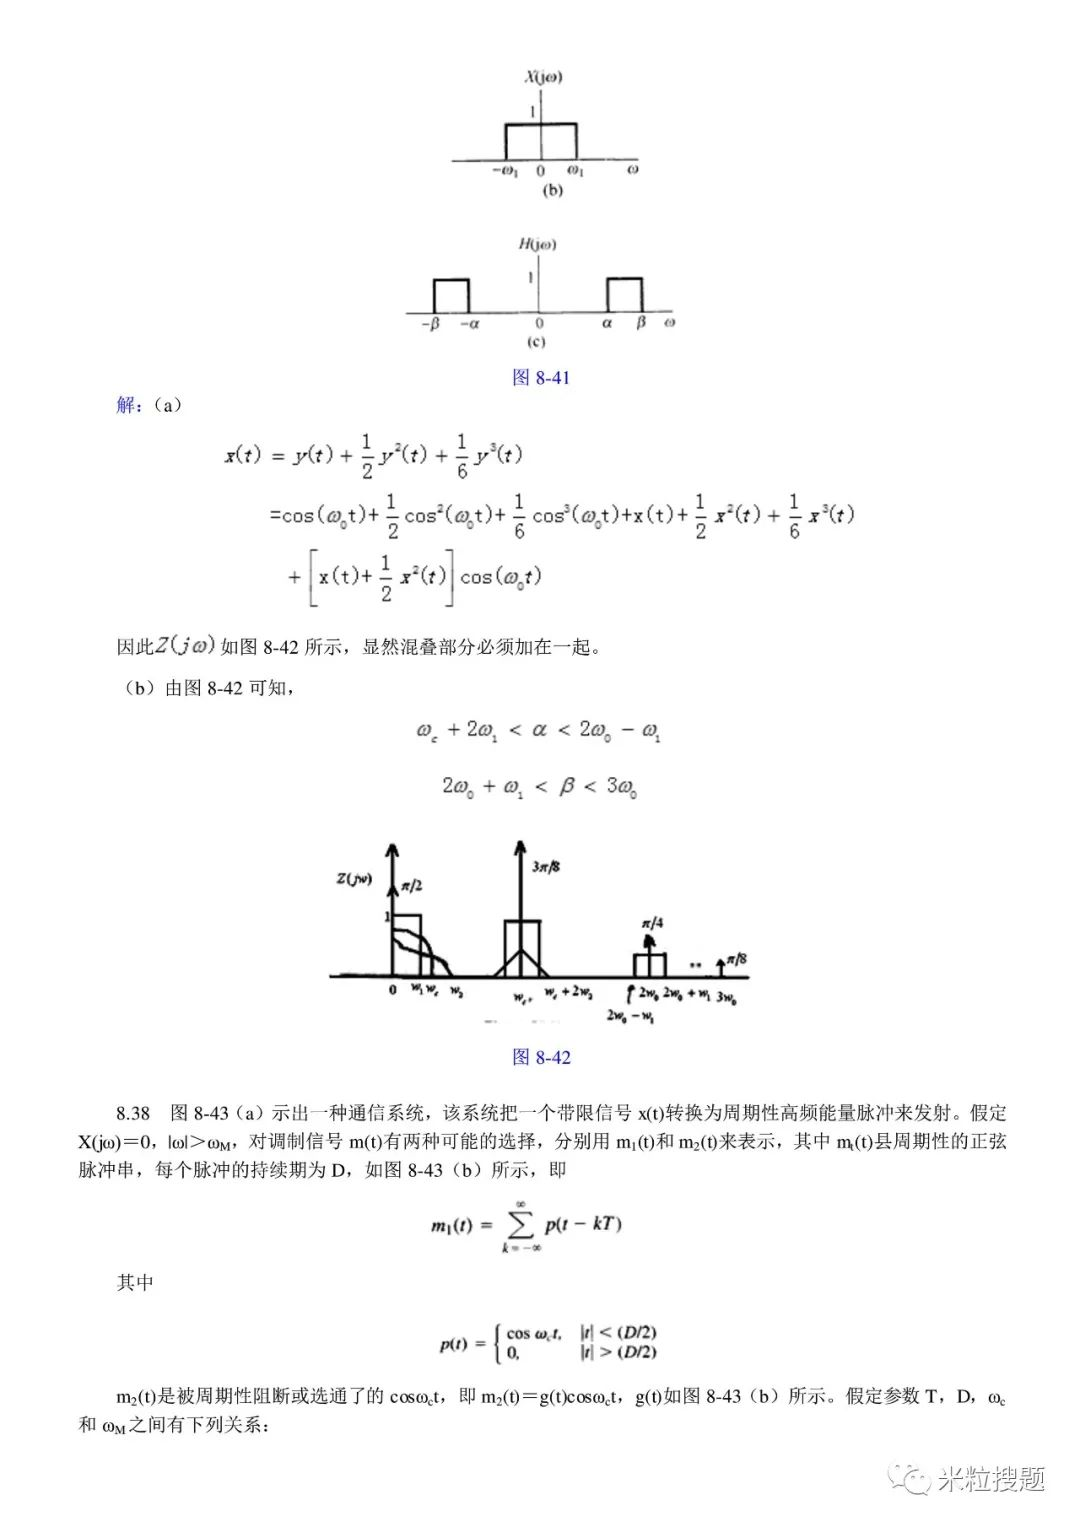 X(jω)
1
−ω₁ 0 ω₁ ω
(b)
H(jω)
1
−β −α 0 α β ω
(c)
图 8-41
解：（a）
x(t) = y(t) + 1/2 y²(t) + 1/6 y³(t)
=cos(ω₀t)+ 1/2 cos²(ω₀t)+ 1/6 cos³(ω₀t)+x(t)+ 1/2 x²(t) + 1/6 x³(t)
+ [x(t)+ 1/2 x²(t)] cos(ω₀t)
因此Z(jω)如图 8-42 所示，显然混叠部分必须加在一起。
（b）由图 8-42 可知，
ω_c + 2ω₁ < α < 2ω₀ − ω₁
2ω₀ + ω₁ < β < 3ω₀
Z(jw) π/2 3π/8
1 π/4
π/8
0 w₁ w_c w₂ w_c + 2w₂ 2w₀ 2w₀ + w₁ 3w₀
2w₀ − w₁
图 8-42
8.38 图 8-43（a）示出一种通信系统，该系统把一个带限信号 x(t)转换为周期性高频能量脉冲来发射。假定
X(jω)＝0，|ω|＞ω_M，对调制信号 m(t)有两种可能的选择，分别用 m₁(t)和 m₂(t)来表示，其中 m_t(t)县周期性的正弦
脉冲串，每个脉冲的持续期为 D，如图 8-43（b）所示，即
m₁(t) = ∑_{k=−∞}^{∞} p(t − kT)
其中
p(t) = { cos ω_c t, |t| < (D/2)
0, |t| > (D/2)
m₂(t)是被周期性阻断或选通了的 cosω_ct，即 m₂(t)＝g(t)cosω_ct，g(t)如图 8-43（b）所示。假定参数 T，D，ω_c
和 ω_M 之间有下列关系：
米粒搜题